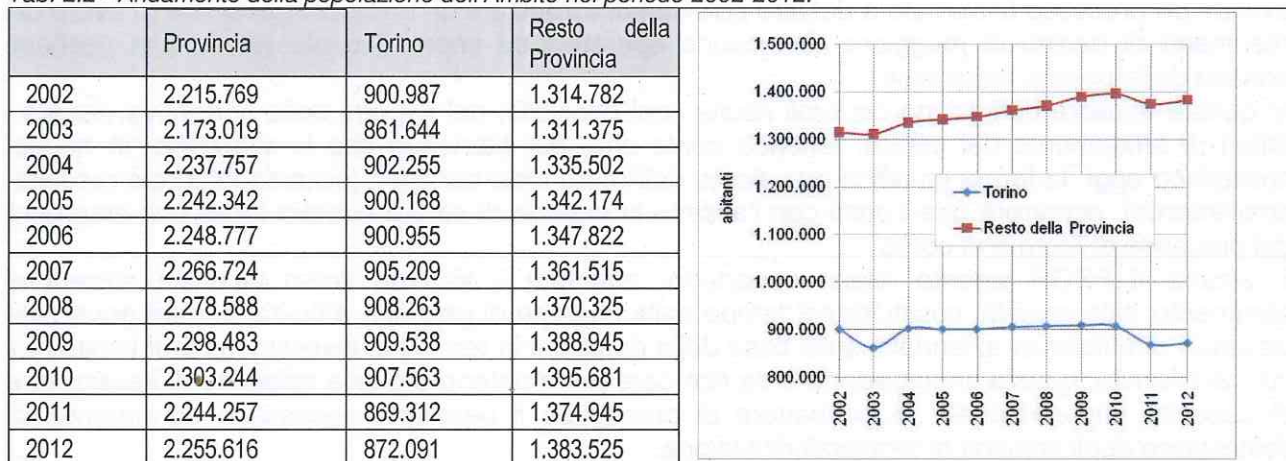 Provincia Torino Resto della Provincia
2002 2.215.769 900.987 1.314.782
2003 2.173.019 861.644 1.311.375
2004 2.237.757 902.255 1.335.502
2005 2.242.342 900.168 1.342.174
2006 2.248.777 900.955 1.347.822
2007 2.266.724 905.209 1.361.515
2008 2.278.588 908.263 1.370.325
2009 2.298.483 909.538 1.388.945
2010 2.303.244 907.563 1.395.681
2011 2.244.257 869.312 1.374.945
2012 2.255.616 872.091 1.383.525
abitanti
1.500.000
1.400.000
1.300.000
1.200.000
1.100.000
1.000.000
900.000
800.000
Torino
Resto della Provincia
2002
2003
2004
2005
2006
2007
2008
2009
2010
2011
2012